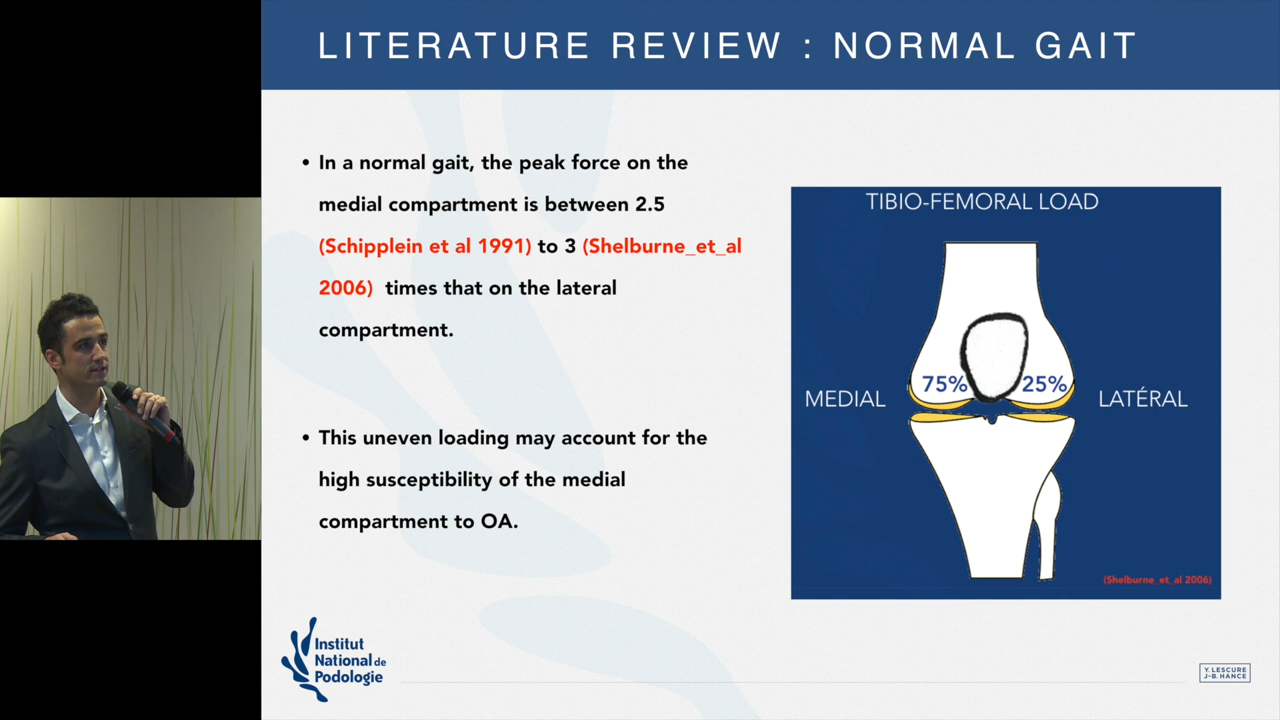 LITERATURE REVIEW : NORMAL GAIT
• In a normal gait, the peak force on the
medial compartment is between 2.5
(Schipplein et al 1991) to 3 (Shelburne_et_al
2006) times that on the lateral
compartment.
• This uneven loading may account for the
high susceptibility of the medial
compartment to OA.
TIBIO-FEMORAL LOAD
75%
25%
MEDIAL
LATÉRAL
(Shelburne_et_al 2006)
Institut
National de
Podologie
Y. LESCURE
J-B. HANCE